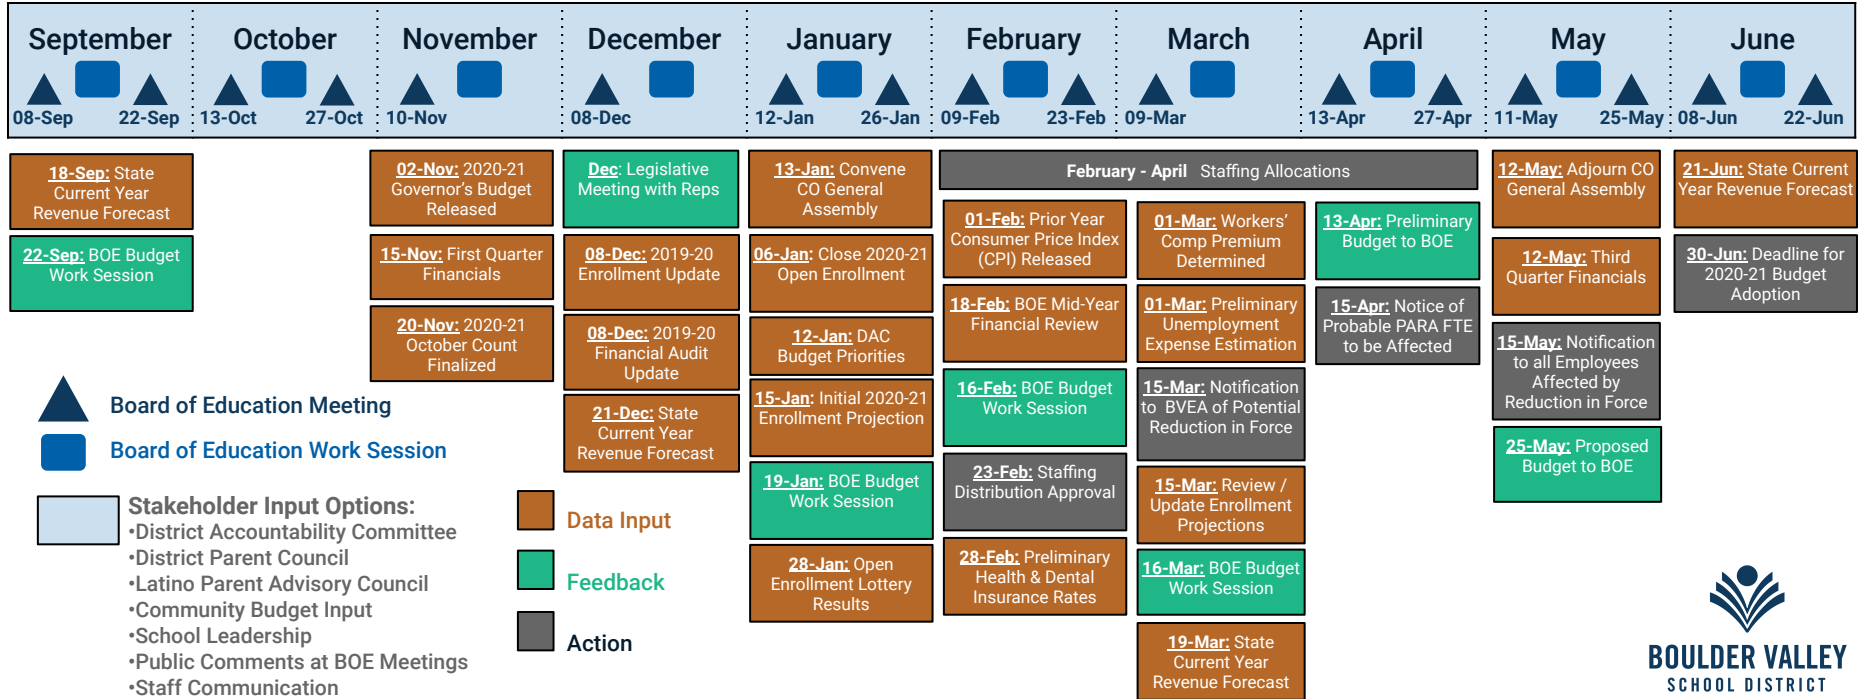 September
October
November
December
January
February
March
April
May
June
08-Sep
22-Sep
13-Oct
27-Oct
10-Nov
08-Dec
12-Jan
26-Jan
09-Feb
23-Feb
09-Mar
13-Apr
27-Apr
11-May
25-May
08-Jun
22-Jun
18-Sep: State
Current Year
Revenue Forecast
22-Sep: BOE Budget
Work Session
02-Nov: 2020-21
Governor's Budget
Released
15-Nov: First Quarter
Financials
20-Nov: 2020-21
October Count
Finalized
Dec: Legislative
Meeting with Reps
08-Dec: 2019-20
Enrollment Update
08-Dec: 2019-20
Financial Audit
Update
21-Dec: State
Current Year
Revenue Forecast
13-Jan: Convene
CO General
Assembly
06-Jan: Close 2020-21
Open Enrollment
12-Jan: DAC
Budget Priorities
15-Jan: Initial 2020-21
Enrollment Projection
19-Jan: BOE Budget
Work Session
28-Jan: Open
Enrollment Lottery
Results
February - April Staffing Allocations
01-Feb: Prior Year
Consumer Price Index
(CPI) Released
18-Feb: BOE Mid-Year
Financial Review
16-Feb: BOE Budget
Work Session
23-Feb: Staffing
Distribution Approval
28-Feb: Preliminary
Health & Dental
Insurance Rates
01-Mar: Workers'
Comp Premium
Determined
01-Mar: Preliminary
Unemployment
Expense Estimation
15-Mar: Notification
to BVEA of Potential
Reduction in Force
15-Mar: Review /
Update Enrollment
Projections
16-Mar: BOE Budget
Work Session
19-Mar: State
Current Year
Revenue Forecast
13-Apr: Preliminary
Budget to BOE
15-Apr: Notice of
Probable PARA FTE
to be Affected
12-May: Adjourn CO
General Assembly
12-May: Third
Quarter Financials
15-May: Notification
to all Employees
Affected by
Reduction in Force
25-May: Proposed
Budget to BOE
21-Jun: State Current
Year Revenue Forecast
30-Jun: Deadline for
2020-21 Budget
Adoption
Board of Education Meeting
Board of Education Work Session
Stakeholder Input Options:
•District Accountability Committee
•District Parent Council
•Latino Parent Advisory Council
•Community Budget Input
•School Leadership
•Public Comments at BOE Meetings
•Staff Communication
Data Input
Feedback
Action
BOULDER VALLEY
SCHOOL DISTRICT